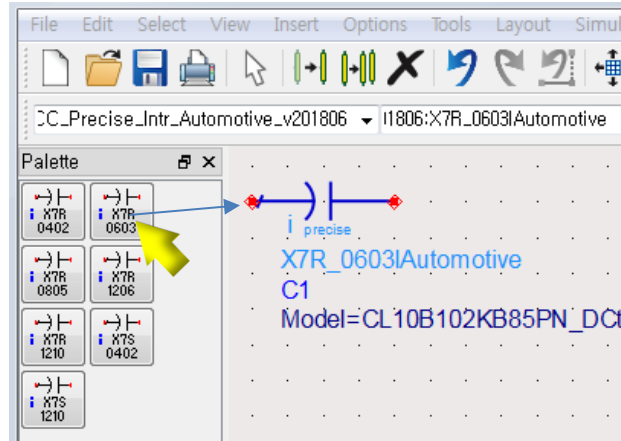 File Edit Select View Insert Options Tools Layout Simul
CC_Precise_Intr_Automotive_v201806 l1806:X7R_0603lAutomotive
Palette
i X7R 0402
i X7R 0603
i X7R 0805
i X7R 1206
i X7R 1210
i X7S 0402
i X7S 1210
i precise
X7R_0603lAutomotive
C1
Model=CL10B102KB85PN_DCt